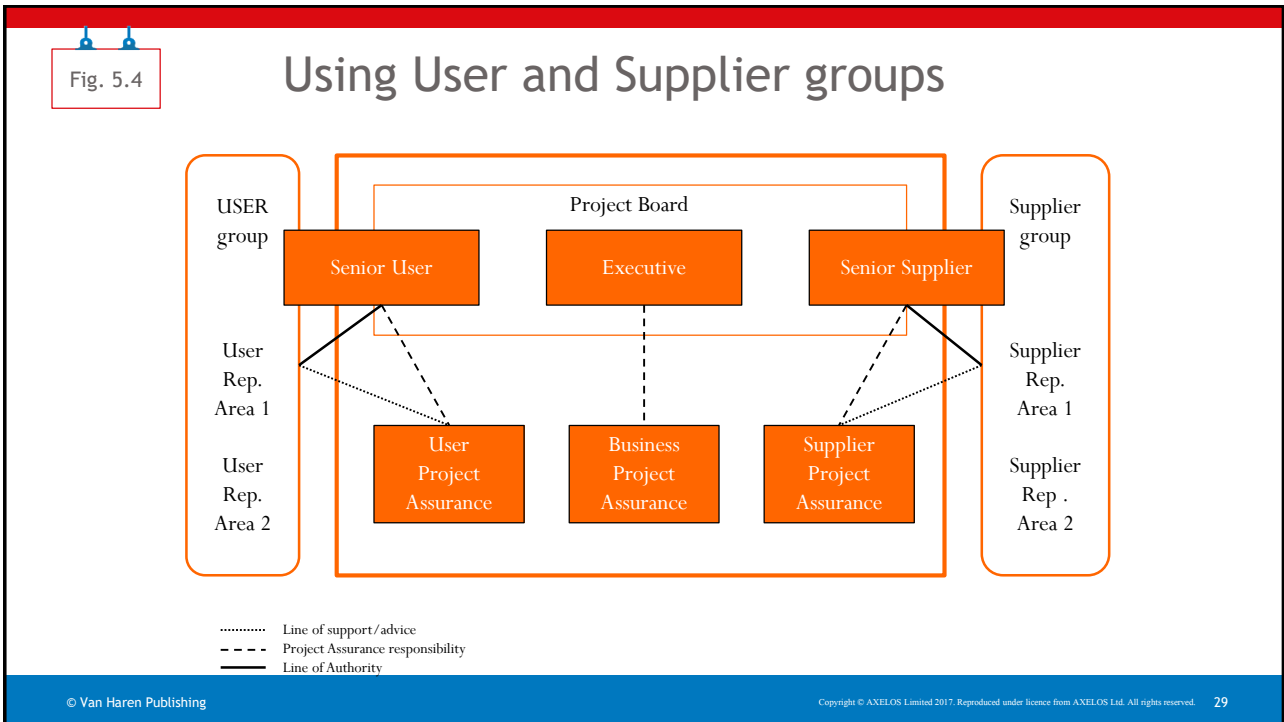 Fig. 5.4
Using User and Supplier groups
USER
group
Project Board
Supplier
group
Senior User
Executive
Senior Supplier
User
Rep.
Area 1
Supplier
Rep.
Area 1
User
Project
Assurance
Business
Project
Assurance
Supplier
Project
Assurance
User
Rep.
Area 2
Supplier
Rep .
Area 2
Line of support/advice
Project Assurance responsibility
Line of Authority
© Van Haren Publishing
Copyright © AXELOS Limited 2017. Reproduced under licence from AXELOS Ltd. All rights reserved.
29